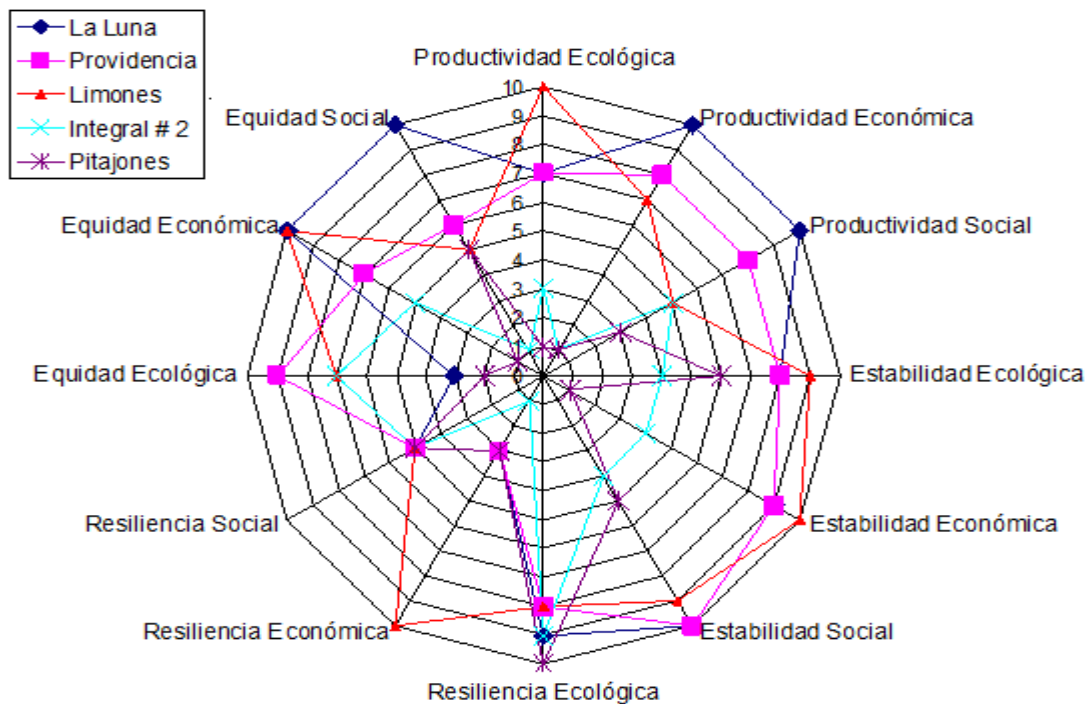 La Luna
Providencia
Limones
Integral # 2
Pitajones
Productividad Ecológica
Equidad Social
Productividad Económica
Equidad Económica
Productividad Social
Equidad Ecológica
Estabilidad Ecológica
Resiliencia Social
Estabilidad Económica
Resiliencia Económica
Estabilidad Social
Resiliencia Ecológica
10
9
8
7
6
5
4
3
2
0